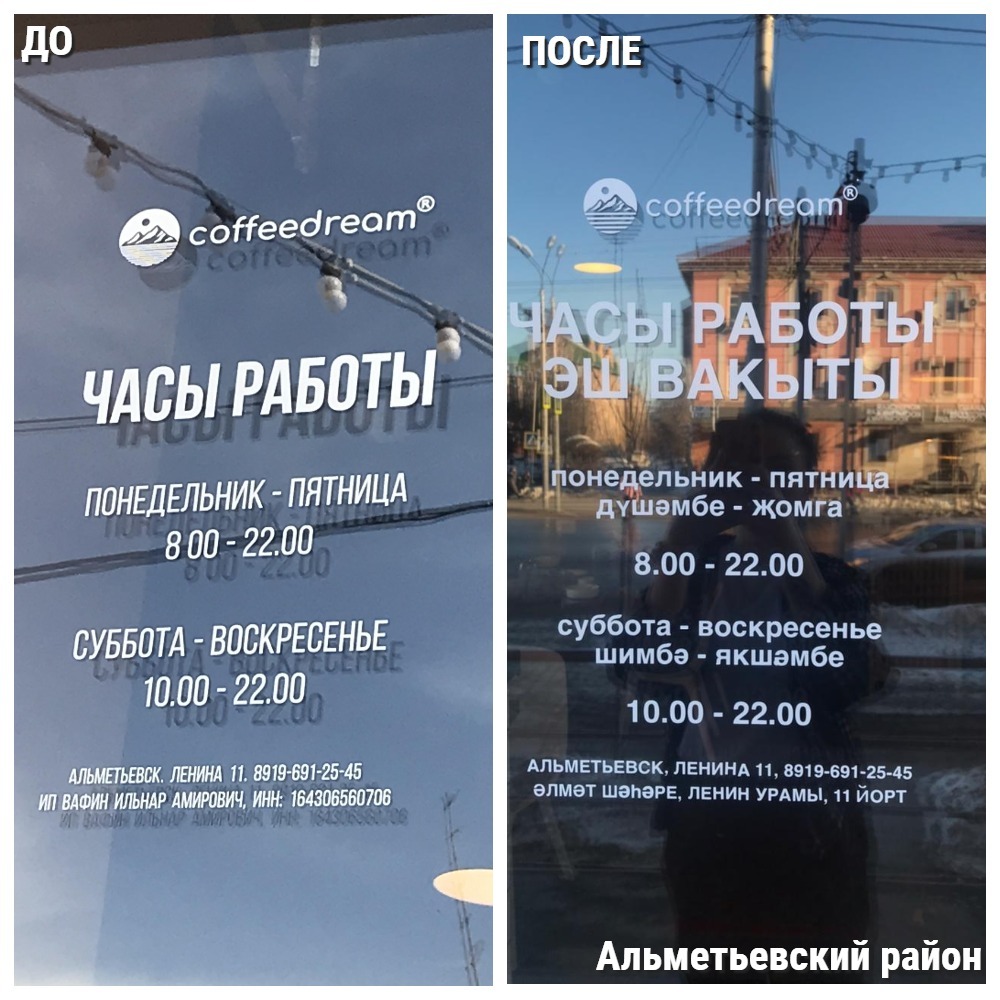 ДО
coffeedream®
ЧАСЫ РАБОТЫ
ПОНЕДЕЛЬНИК - ПЯТНИЦА
8 00 - 22.00
СУББОТА - ВОСКРЕСЕНЬЕ
10.00 - 22.00
АЛЬМЕТЬЕВСК. ЛЕНИНА 11. 8919-691-25-45
ИП ВАФИН ИЛЬНАР АМИРОВИЧ, ИНН: 164306560706
ПОСЛЕ
coffeedream®
ЧАСЫ РАБОТЫ
ЭШ ВАКЫТЫ
понедельник - пятница
дүшәмбе - җомга
8.00 - 22.00
суббота - воскресенье
шимбә - якшәмбе
10.00 - 22.00
АЛЬМЕТЬЕВСК, ЛЕНИНА 11, 8919-691-25-45
ӘЛМӘТ ШәһӘРЕ, ЛЕНИН УРАМЫ, 11 ЙОРТ
Альметьевский район